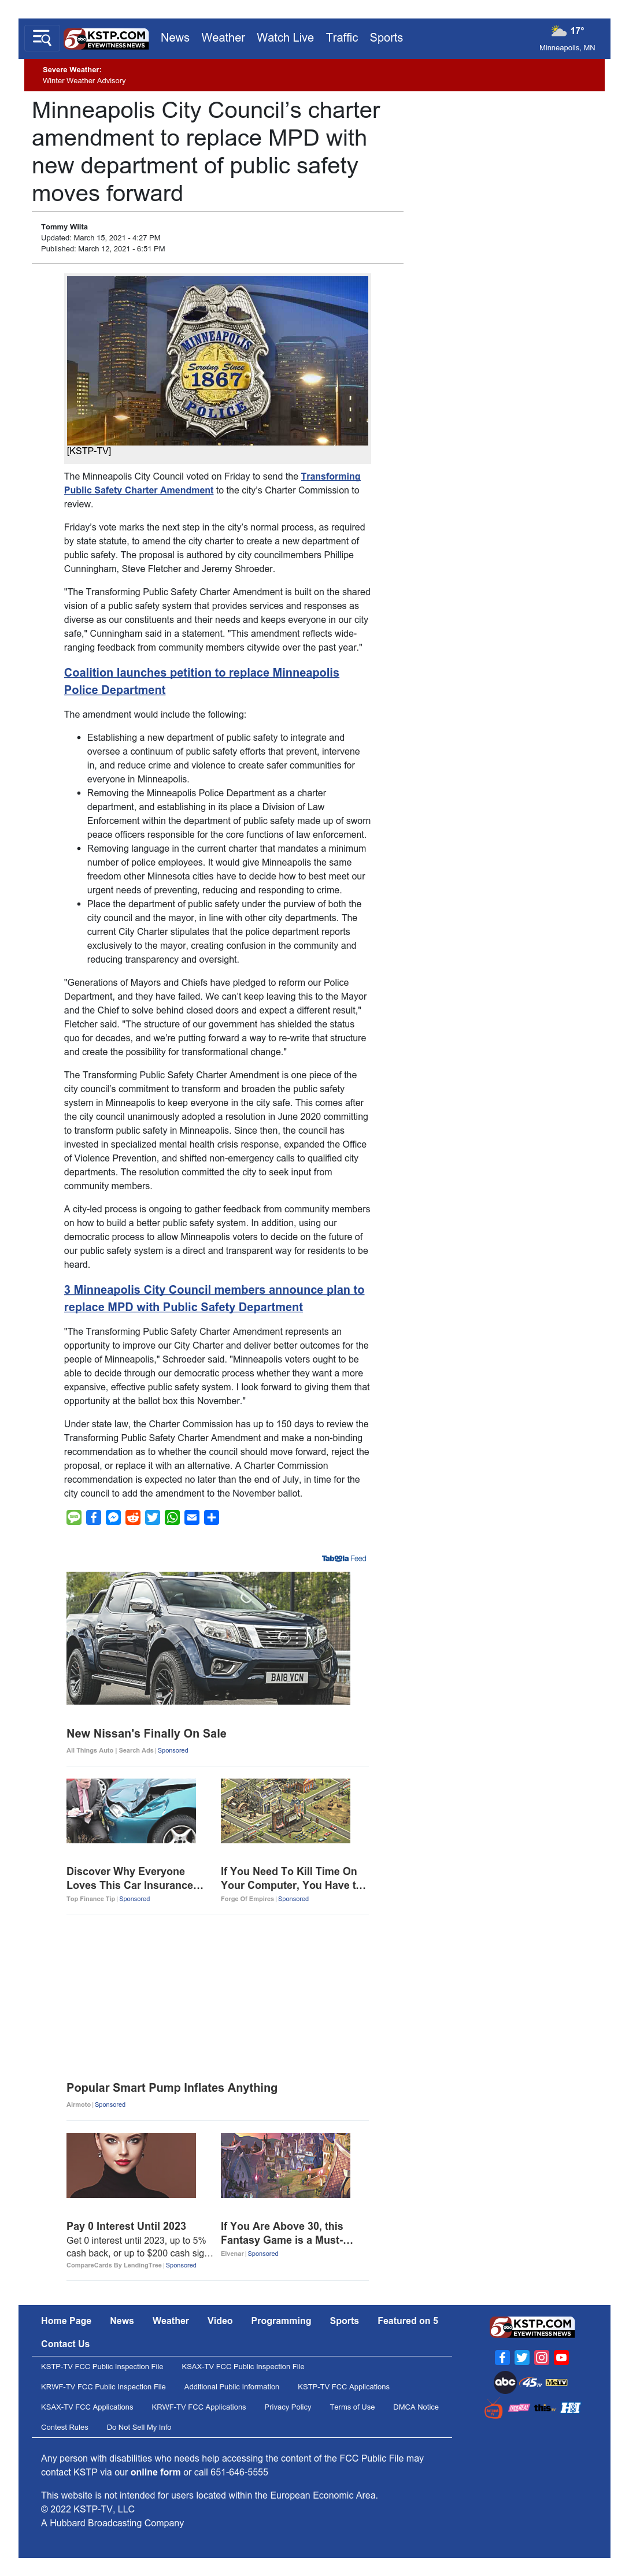 KSTP.COM
5 abc EYEWITNESS NEWS
News Weather Watch Live Traffic Sports
17°
Minneapolis, MN
Severe Weather:
Winter Weather Advisory
Minneapolis City Council’s charter
amendment to replace MPD with
new department of public safety
moves forward
Tommy Wiita
Updated: March 15, 2021 - 4:27 PM
Published: March 12, 2021 - 6:51 PM
MINNEAPOLIS
Serving Since
1867
POLICE
[KSTP-TV]
The Minneapolis City Council voted on Friday to send the Transforming
Public Safety Charter Amendment to the city’s Charter Commission to
review.
Friday’s vote marks the next step in the city’s normal process, as required
by state statute, to amend the city charter to create a new department of
public safety. The proposal is authored by city councilmembers Phillipe
Cunningham, Steve Fletcher and Jeremy Shroeder.
"The Transforming Public Safety Charter Amendment is built on the shared
vision of a public safety system that provides services and responses as
diverse as our constituents and their needs and keeps everyone in our city
safe," Cunningham said in a statement. "This amendment reflects wide-
ranging feedback from community members citywide over the past year."
Coalition launches petition to replace Minneapolis
Police Department
The amendment would include the following:
• Establishing a new department of public safety to integrate and
oversee a continuum of public safety efforts that prevent, intervene
in, and reduce crime and violence to create safer communities for
everyone in Minneapolis.
• Removing the Minneapolis Police Department as a charter
department, and establishing in its place a Division of Law
Enforcement within the department of public safety made up of sworn
peace officers responsible for the core functions of law enforcement.
• Removing language in the current charter that mandates a minimum
number of police employees. It would give Minneapolis the same
freedom other Minnesota cities have to decide how to best meet our
urgent needs of preventing, reducing and responding to crime.
• Place the department of public safety under the purview of both the
city council and the mayor, in line with other city departments. The
current City Charter stipulates that the police department reports
exclusively to the mayor, creating confusion in the community and
reducing transparency and oversight.
"Generations of Mayors and Chiefs have pledged to reform our Police
Department, and they have failed. We can’t keep leaving this to the Mayor
and the Chief to solve behind closed doors and expect a different result,"
Fletcher said. "The structure of our government has shielded the status
quo for decades, and we’re putting forward a way to re-write that structure
and create the possibility for transformational change."
The Transforming Public Safety Charter Amendment is one piece of the
city council’s commitment to transform and broaden the public safety
system in Minneapolis to keep everyone in the city safe. This comes after
the city council unanimously adopted a resolution in June 2020 committing
to transform public safety in Minneapolis. Since then, the council has
invested in specialized mental health crisis response, expanded the Office
of Violence Prevention, and shifted non-emergency calls to qualified city
departments. The resolution committed the city to seek input from
community members.
A city-led process is ongoing to gather feedback from community members
on how to build a better public safety system. In addition, using our
democratic process to allow Minneapolis voters to decide on the future of
our public safety system is a direct and transparent way for residents to be
heard.
3 Minneapolis City Council members announce plan to
replace MPD with Public Safety Department
"The Transforming Public Safety Charter Amendment represents an
opportunity to improve our City Charter and deliver better outcomes for the
people of Minneapolis," Schroeder said. "Minneapolis voters ought to be
able to decide through our democratic process whether they want a more
expansive, effective public safety system. I look forward to giving them that
opportunity at the ballot box this November."
Under state law, the Charter Commission has up to 150 days to review the
Transforming Public Safety Charter Amendment and make a non-binding
recommendation as to whether the council should move forward, reject the
proposal, or replace it with an alternative. A Charter Commission
recommendation is expected no later than the end of July, in time for the
city council to add the amendment to the November ballot.
Taboola Feed
BA18 VCN
New Nissan's Finally On Sale
All Things Auto | Search Ads | Sponsored
Discover Why Everyone
Loves This Car Insurance…
Top Finance Tip | Sponsored
If You Need To Kill Time On
Your Computer, You Have t…
Forge Of Empires | Sponsored
Popular Smart Pump Inflates Anything
Airmoto | Sponsored
Pay 0 Interest Until 2023
Get 0 interest until 2023, up to 5%
cash back, or up to $200 cash sig…
CompareCards By LendingTree | Sponsored
If You Are Above 30, this
Fantasy Game is a Must-…
Elvenar | Sponsored
Home Page News Weather Video Programming Sports Featured on 5
Contact Us
KSTP-TV FCC Public Inspection File KSAX-TV FCC Public Inspection File
KRWF-TV FCC Public Inspection File Additional Public Information KSTP-TV FCC Applications
KSAX-TV FCC Applications KRWF-TV FCC Applications Privacy Policy Terms of Use DMCA Notice
Contest Rules Do Not Sell My Info
KSTP.COM
5 abc EYEWITNESS NEWS
abc 45tv MeTV
this
H&I
Any person with disabilities who needs help accessing the content of the FCC Public File may
contact KSTP via our online form or call 651-646-5555
This website is not intended for users located within the European Economic Area.
© 2022 KSTP-TV, LLC
A Hubbard Broadcasting Company